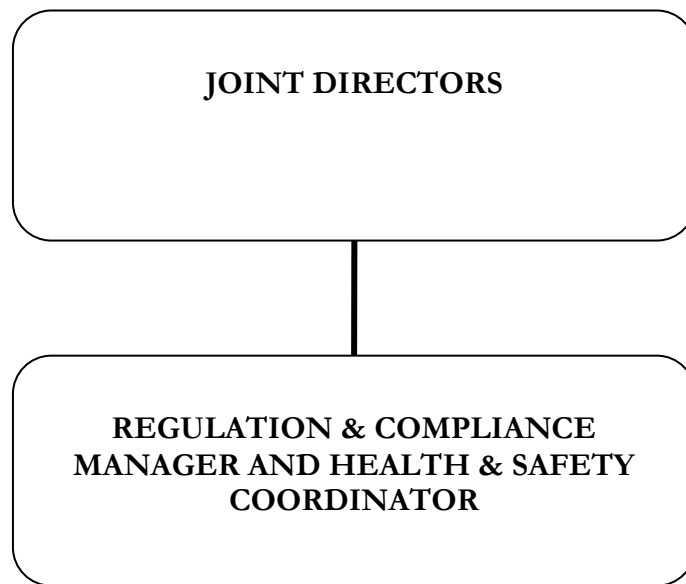 JOINT DIRECTORS
REGULATION & COMPLIANCE
MANAGER AND HEALTH & SAFETY
COORDINATOR